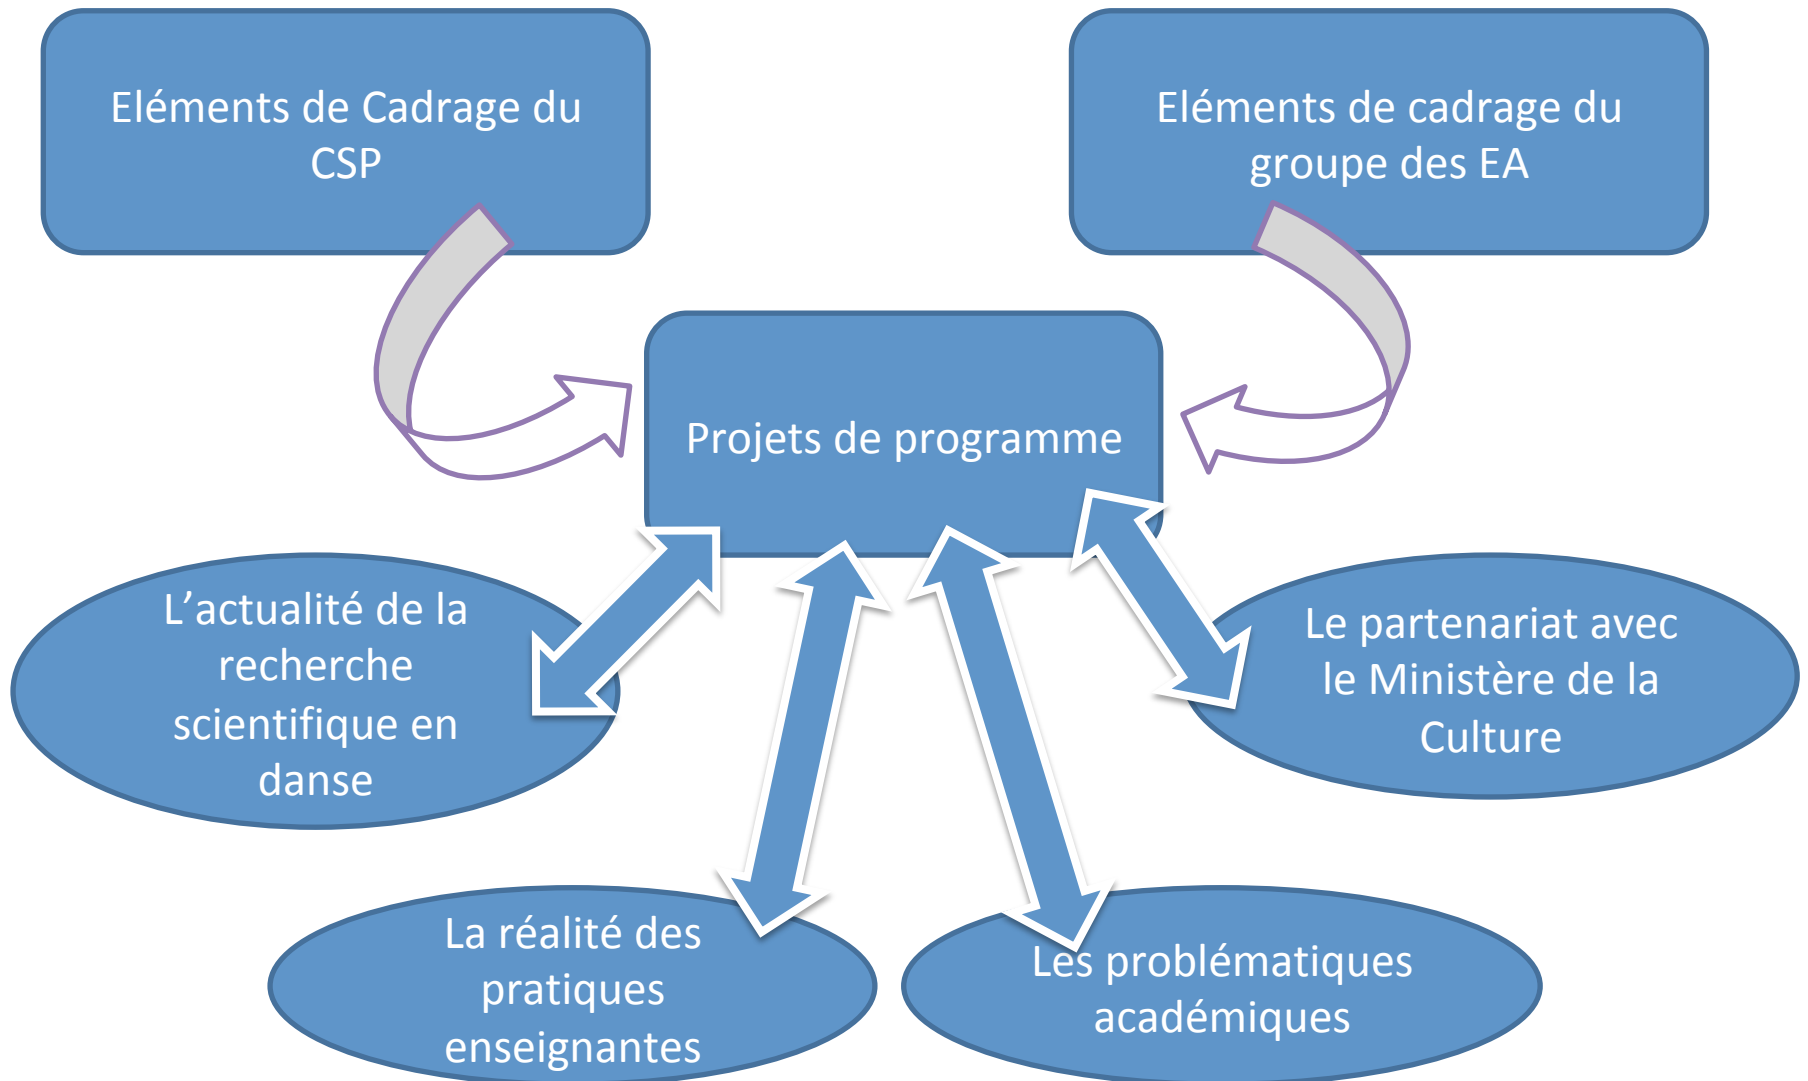 Eléments de Cadrage du
CSP
Eléments de cadrage du
groupe des EA
Projets de programme
L’actualité de la
recherche
scientifique en
danse
Le partenariat avec
le Ministère de la
Culture
La réalité des
pratiques
enseignantes
Les problématiques
académiques